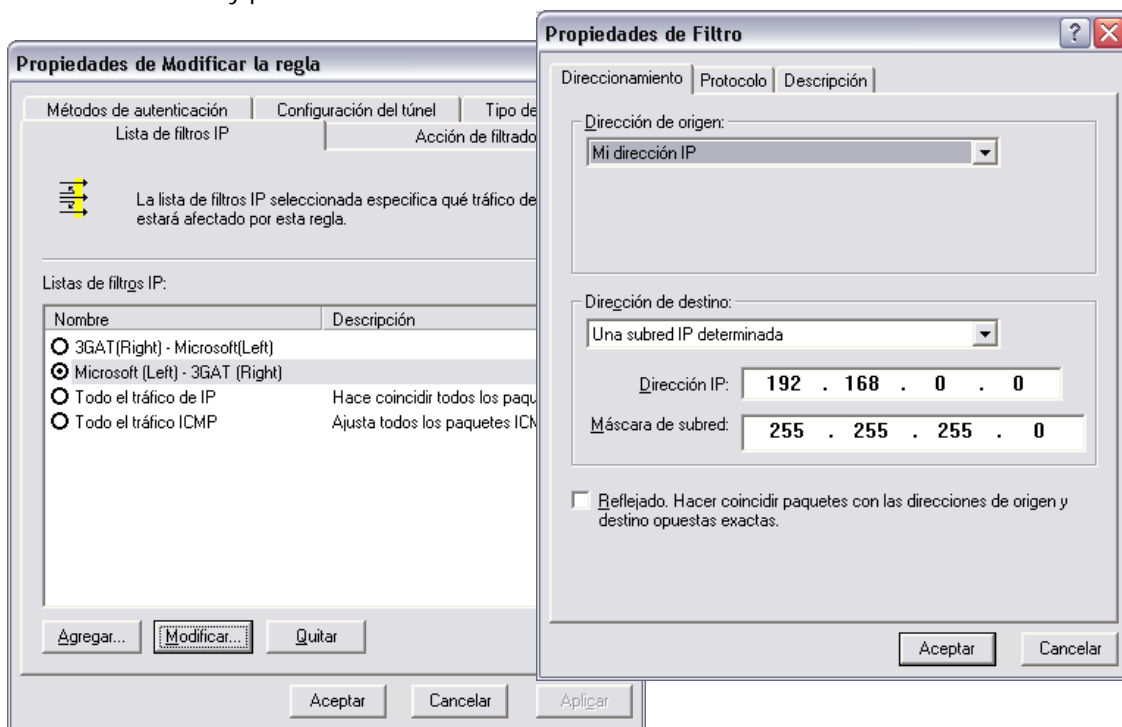 Propiedades de Modificar la regla
Métodos de autenticación
Configuración del túnel
Tipo de
Lista de filtros IP
Acción de filtrado
La lista de filtros IP seleccionada especifica qué tráfico de
estará afectado por esta regla.
Listas de filtros IP:
Nombre
Descripción
3GAT(Right) - Microsoft(Left)
Microsoft (Left) - 3GAT (Right)
Todo el tráfico de IP
Hace coincidir todos los paqu
Todo el tráfico ICMP
Ajusta todos los paquetes ICM
Agregar...
Modificar...
Quitar
Aceptar
Cancelar
Aplicar
Propiedades de Filtro
Direccionamiento
Protocolo
Descripción
Dirección de origen:
Mi dirección IP
Dirección de destino:
Una subred IP determinada
Dirección IP: 192 . 168 . 0 . 0
Máscara de subred: 255 . 255 . 255 . 0
Reflejado. Hacer coincidir paquetes con las direcciones de origen y
destino opuestas exactas.
Aceptar
Cancelar